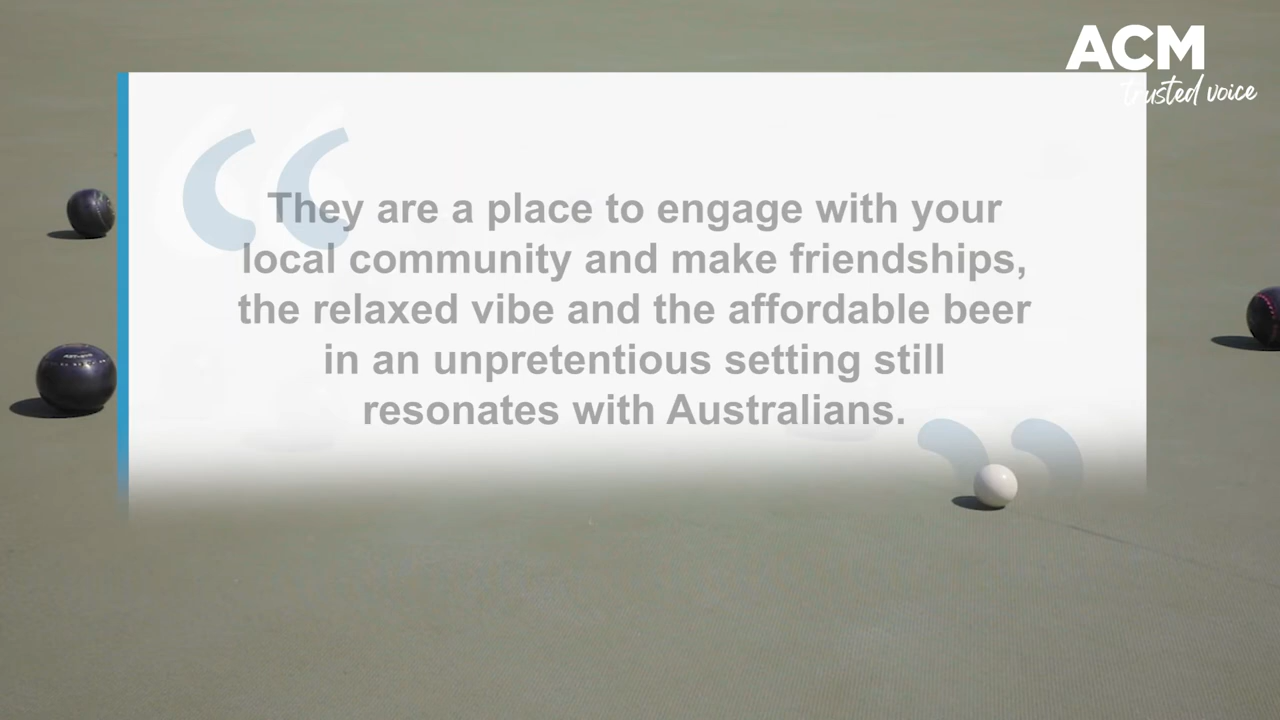 ACM
trusted voice
“
They are a place to engage with your
local community and make friendships,
the relaxed vibe and the affordable beer
in an unpretentious setting still
resonates with Australians.
”